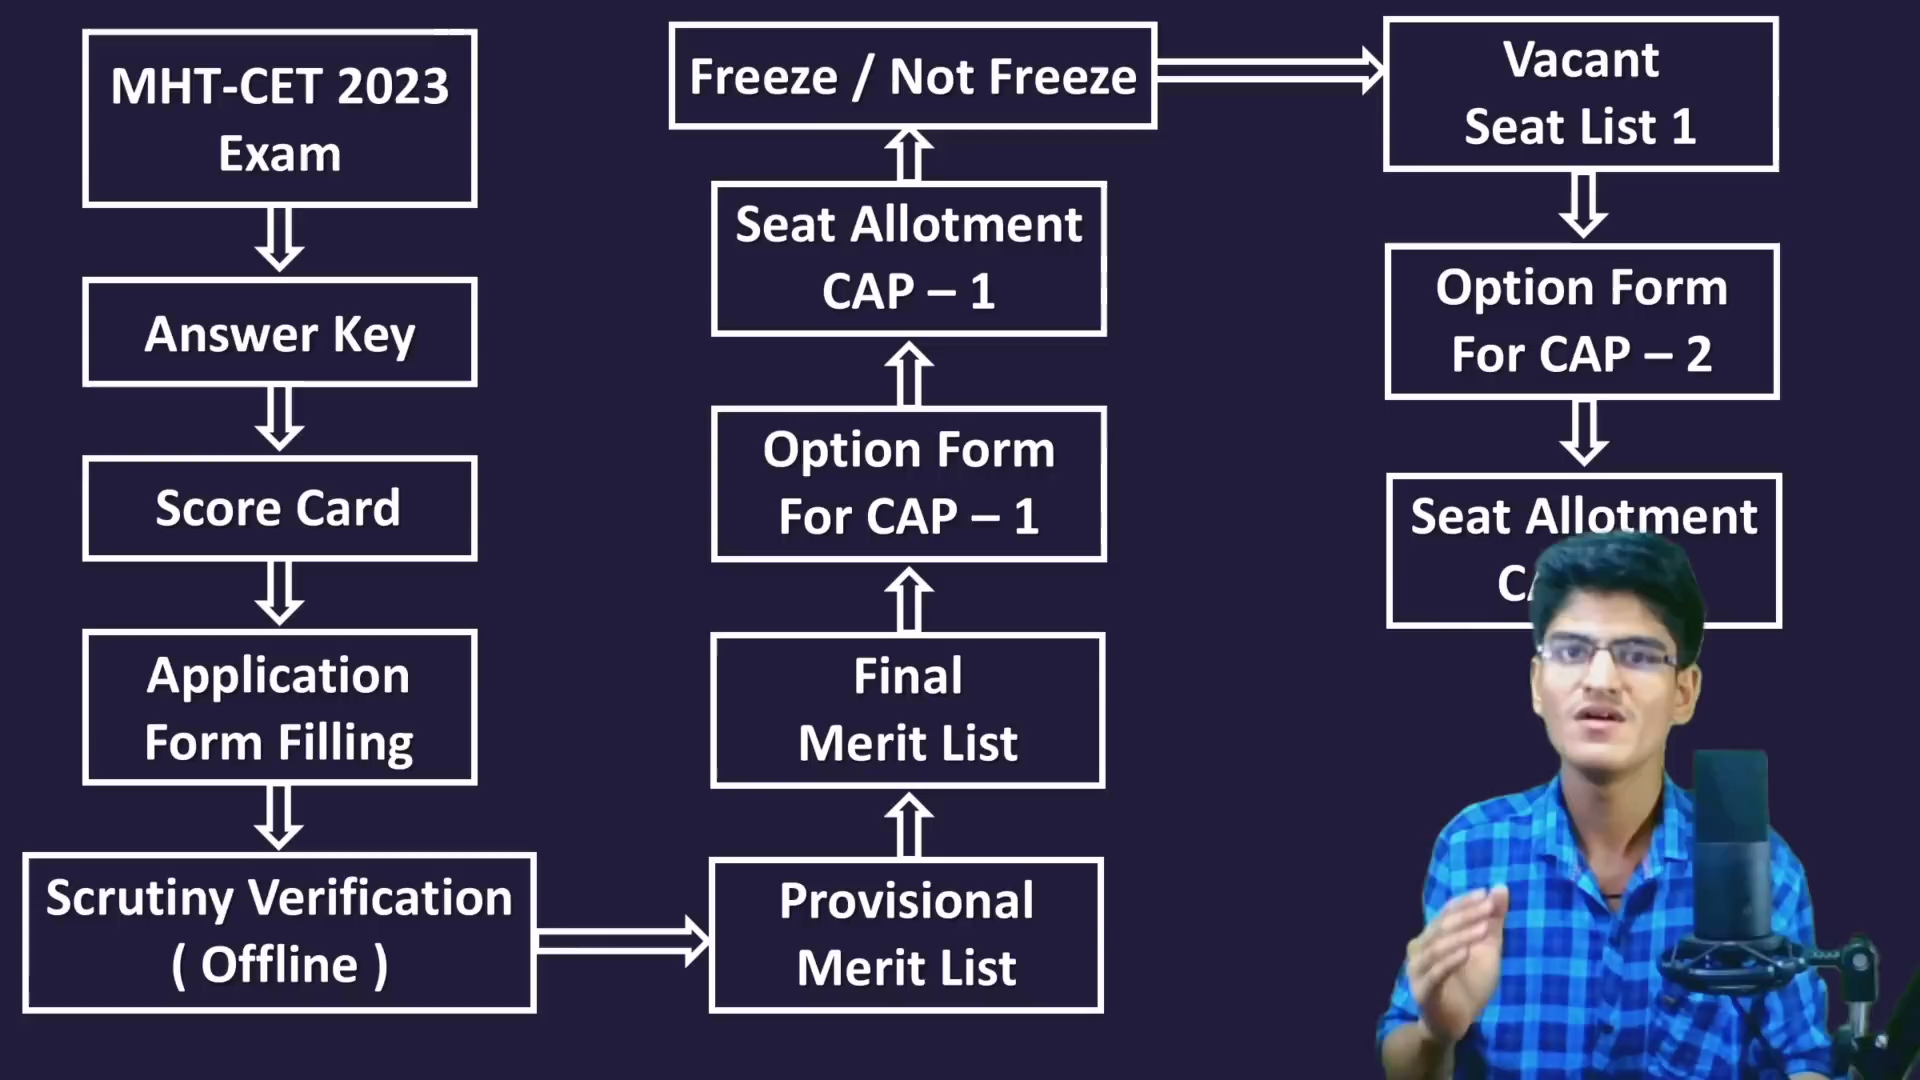 MHT-CET 2023
Exam
Answer Key
Score Card
Application
Form Filling
Scrutiny Verification
( Offline )
Provisional
Merit List
Final
Merit List
Option Form
For CAP – 1
Seat Allotment
CAP – 1
Freeze / Not Freeze
Vacant
Seat List 1
Option Form
For CAP – 2
Seat Allotment